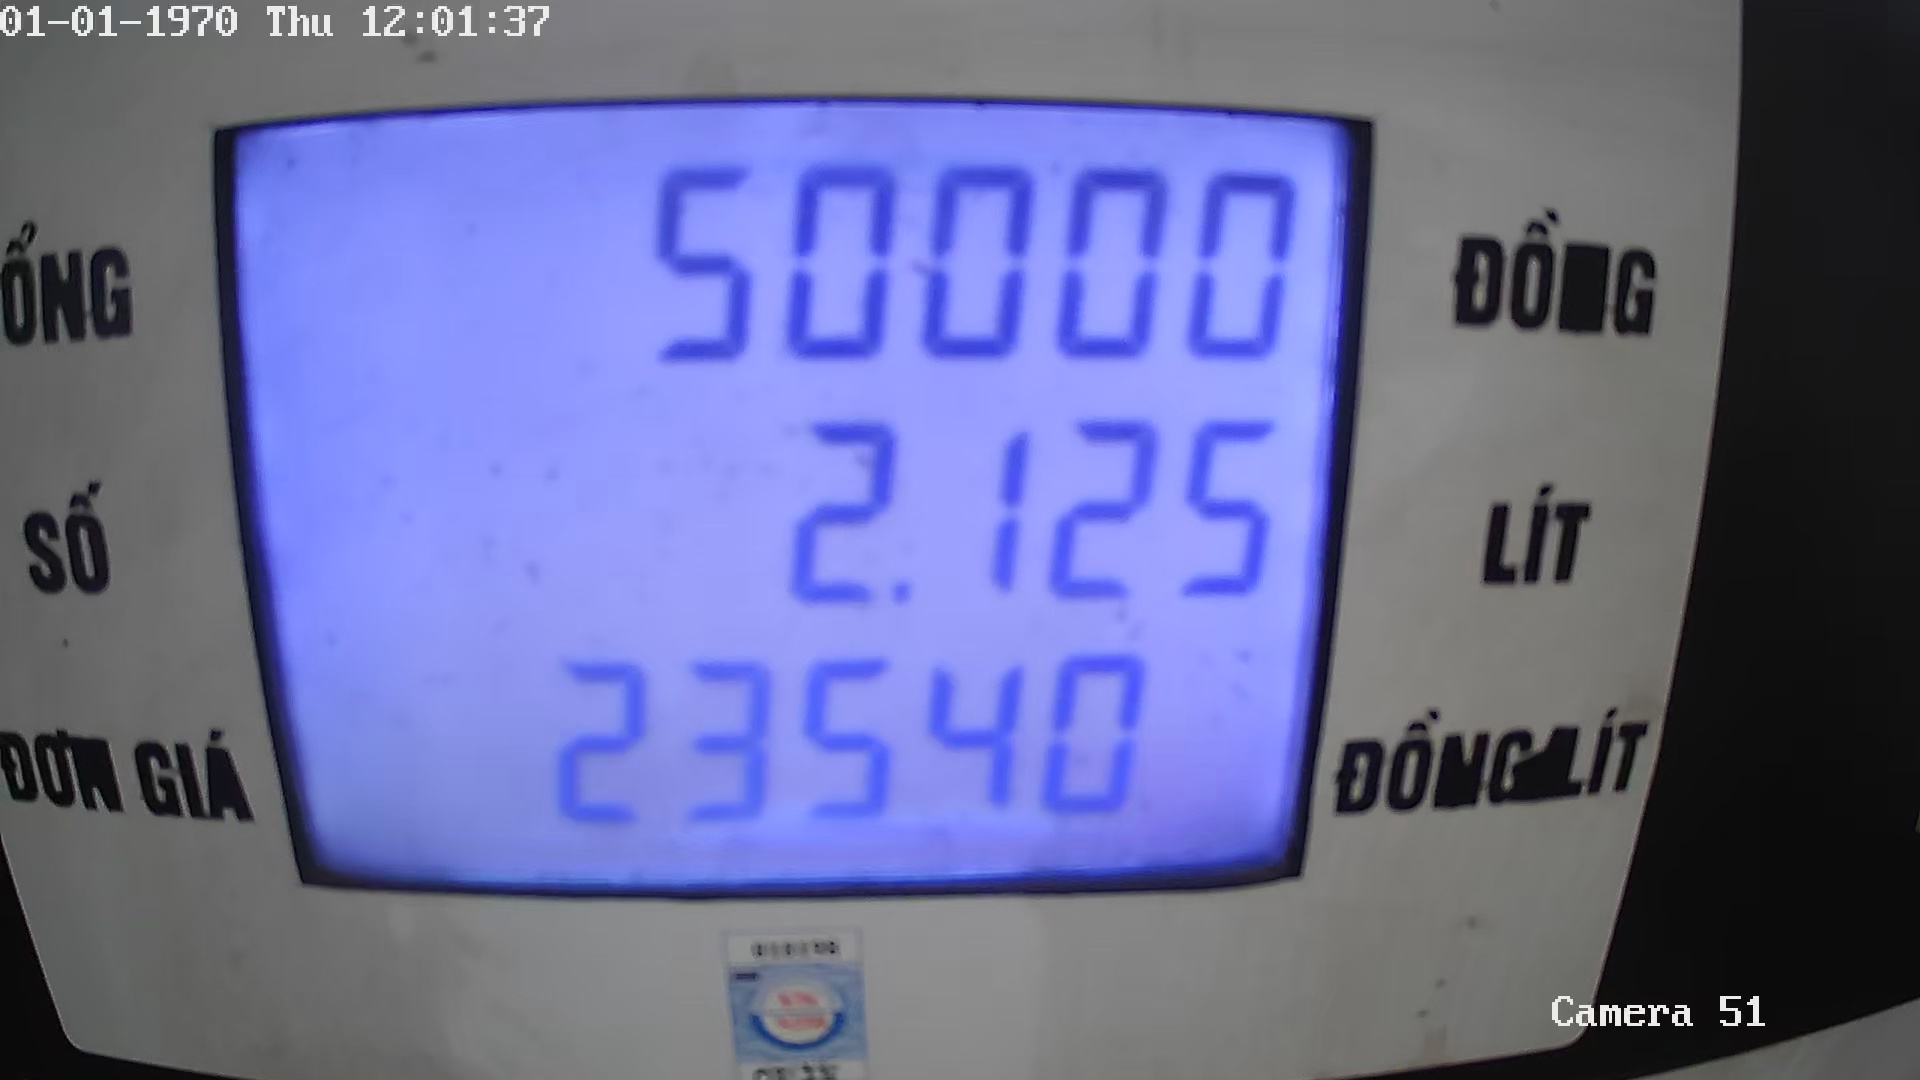 01-01-1970 Thu 12:01:37
ỔNG 50000 ĐỒNG
SỐ 2.125 LÍT
ĐƠN GIÁ 23540 ĐỒNG/LÍT
Camera 51